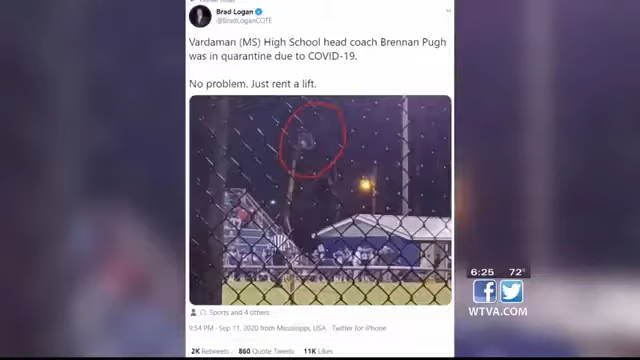 Brad Logan
@BradLoganCOTE
Vardaman (MS) High School head coach Brennan Pugh
was in quarantine due to COVID-19.
No problem. Just rent a lift.
Sports and 4 others
9:54 PM · Sep 11, 2020 from Mississippi, USA · Twitter for iPhone
2K Retweets 860 Quote Tweets 11K Likes
6:25 72°
WTVA.COM